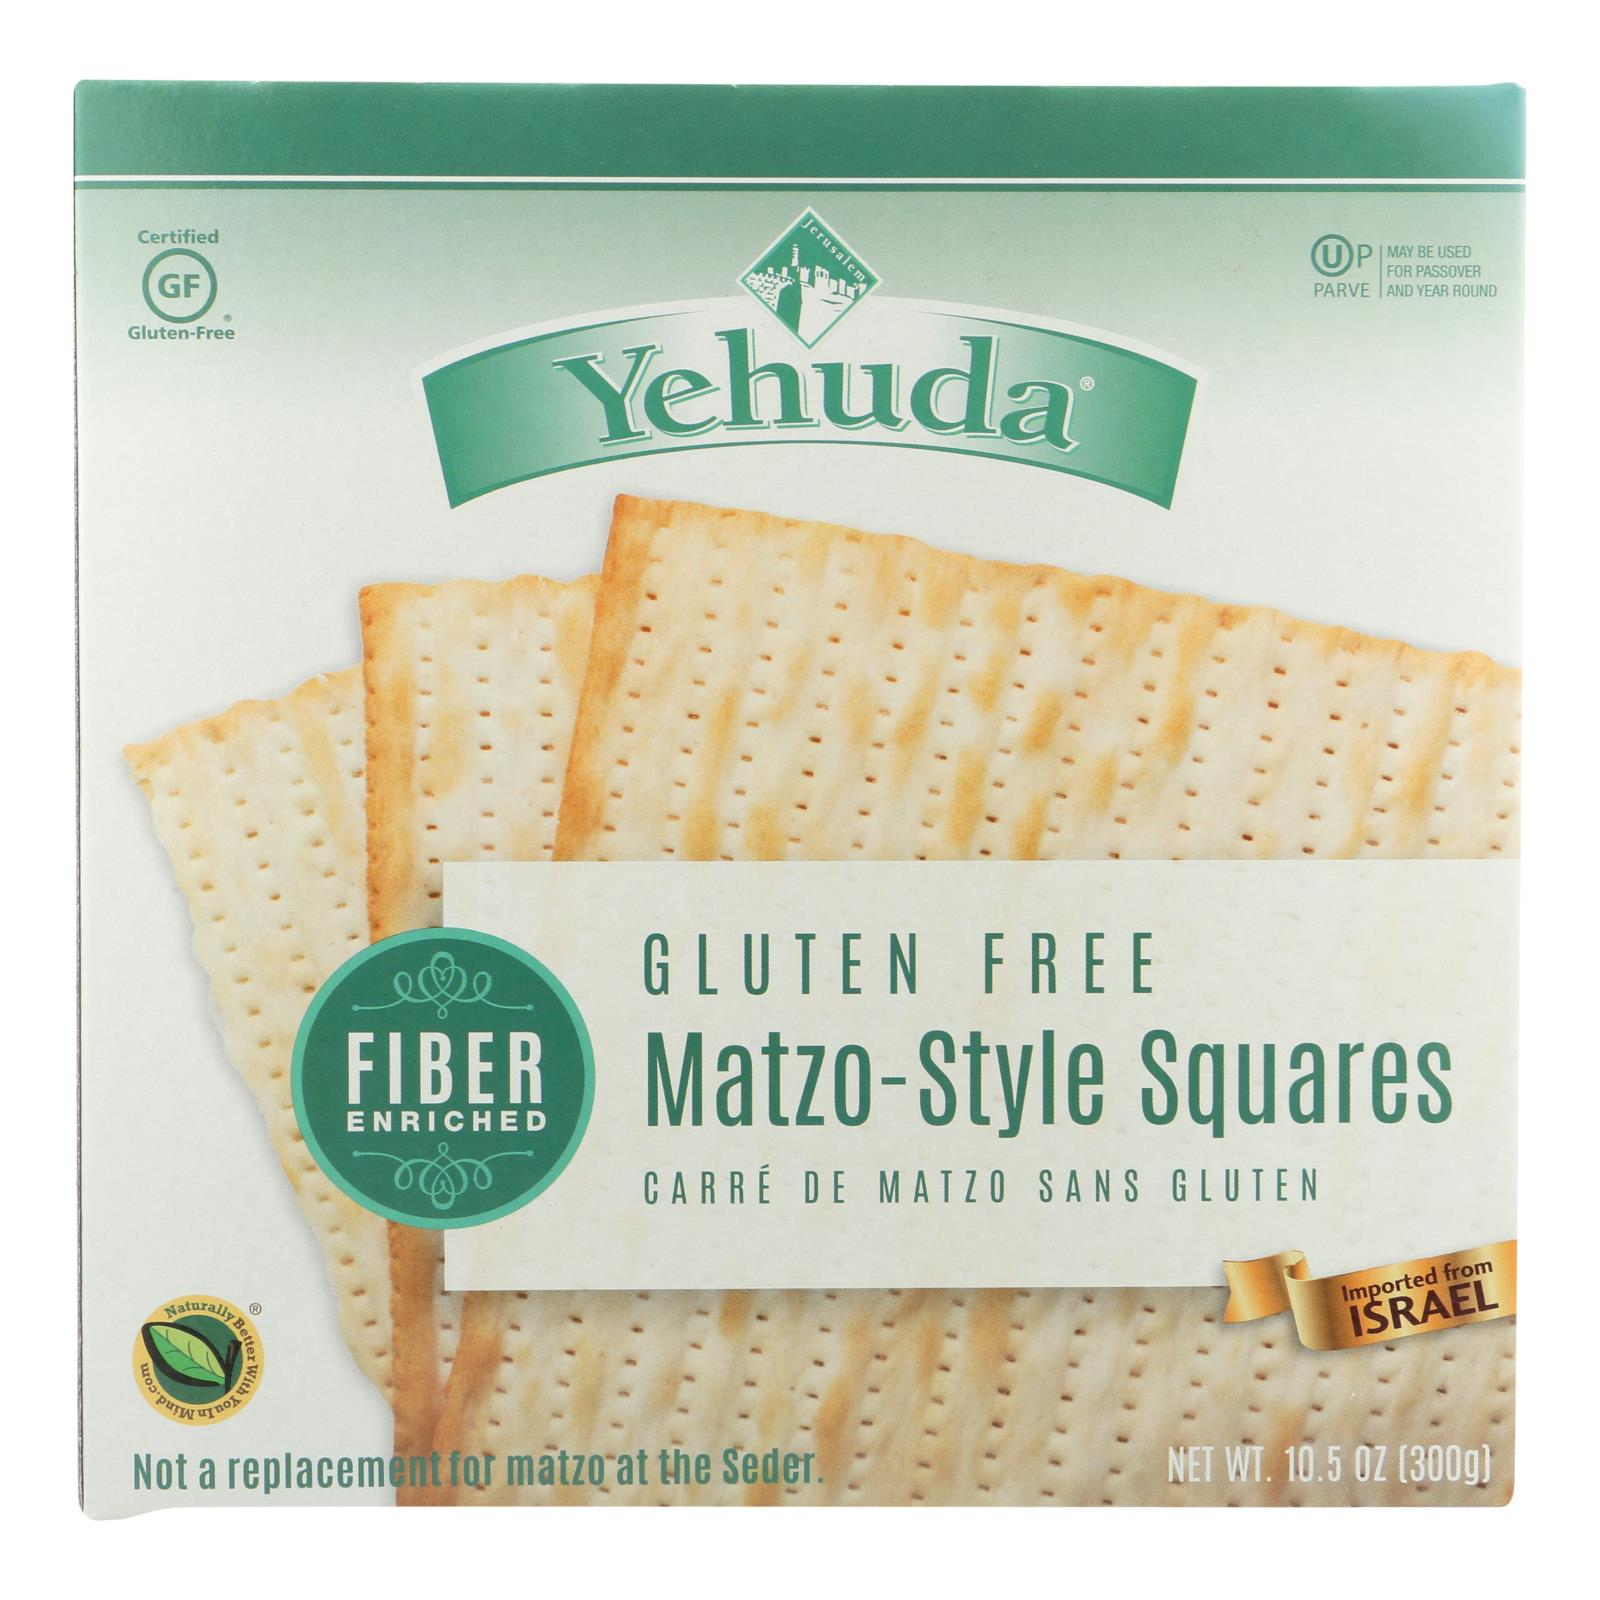 Certified
GF
®
Gluten-Free
Jerusalem
Yehuda®
U P
PARVE
MAY BE USED
FOR PASSOVER
AND YEAR ROUND
GLUTEN FREE
Matzo-Style Squares
CARRÉ DE MATZO SANS GLUTEN
FIBER
ENRICHED
Imported from
ISRAEL
Naturally Better With You In Mind.com
®
Not a replacement for matzo at the Seder.
NET WT. 10.5 OZ (300g)